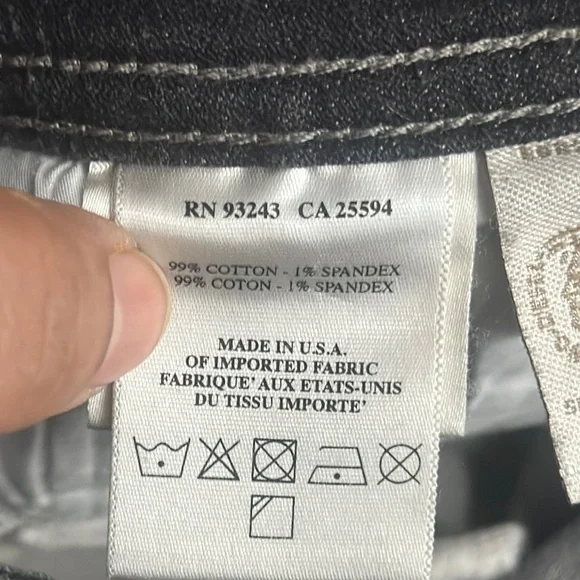 RN 93243 CA 25594
99% COTTON - 1% SPANDEX
99% COTON - 1% SPANDEX
MADE IN U.S.A.
OF IMPORTED FABRIC
FABRIQUE' AUX ETATS-UNIS
DU TISSU IMPORTE'